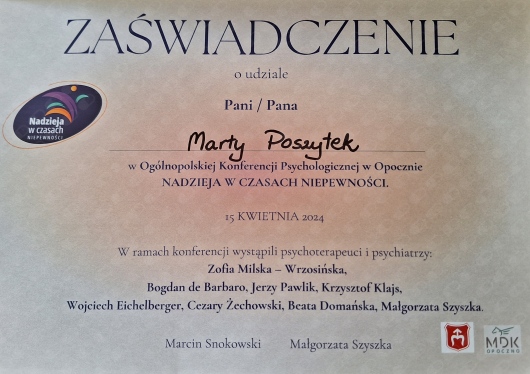 ZAŚWIADCZENIE
o udziale
Pani / Pana
Nadzieja
w czasach
NIEPEWNOŚCI
Marty Poszytek
w Ogólnopolskiej Konferencji Psychologicznej w Opocznie
NADZIEJA W CZASACH NIEPEWNOŚCI.
15 KWIETNIA 2024
W ramach konferencji wystąpili psychoterapeuci i psychiatrzy:
Zofia Milska – Wrzosińska,
Bogdan de Barbaro, Jerzy Pawlik, Krzysztof Klajs,
Wojciech Eichelberger, Cezary Żechowski, Beata Domańska, Małgorzata Szyszka.
Marcin Snokowski Małgorzata Szyszka
MDK
OPOCZNO